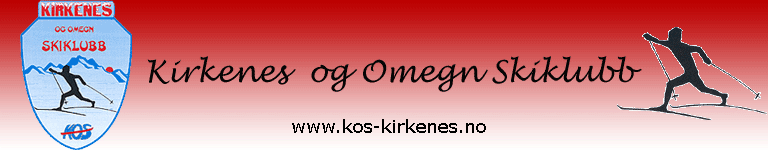 KIRKENES
OG OMEGN
SKIKLUBB
KOS
Kirkenes og Omegn Skiklubb
www.kos-kirkenes.no